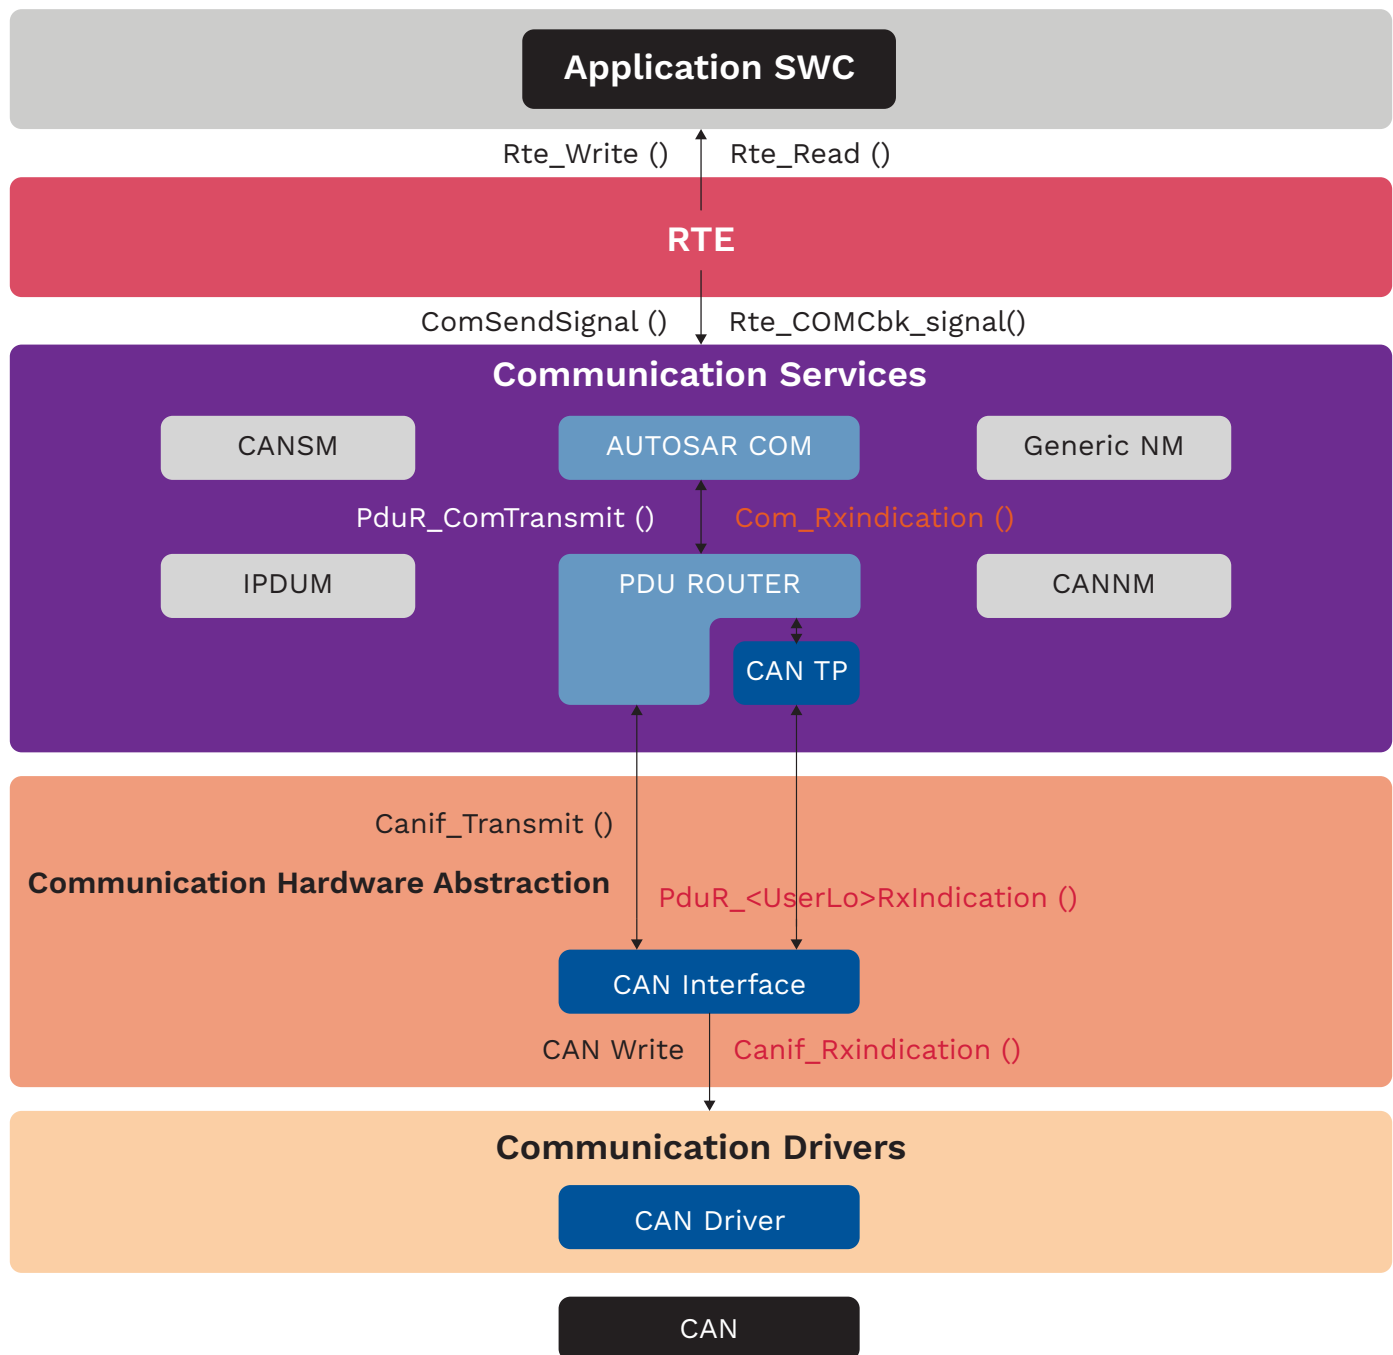 Application SWC
Rte_Write ()
Rte_Read ()
RTE
ComSendSignal ()
Rte_COMCbk_signal()
Communication Services
CANSM
AUTOSAR COM
Generic NM
PduR_ComTransmit ()
Com_Rxindication ()
IPDUM
PDU ROUTER
CANNM
CAN TP
Canif_Transmit ()
Communication Hardware Abstraction
PduR_<UserLo>RxIndication ()
CAN Interface
CAN Write
Canif_Rxindication ()
Communication Drivers
CAN Driver
CAN